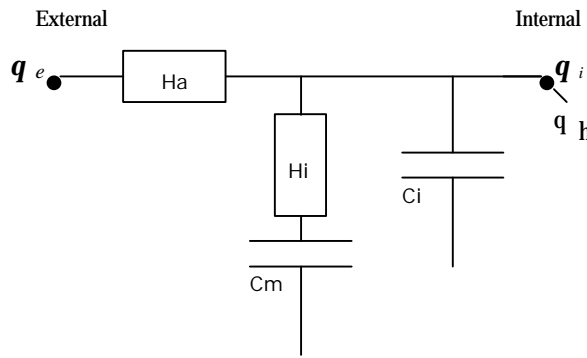 External Internal
q e q i
Ha
q h
Hi
Ci
Cm